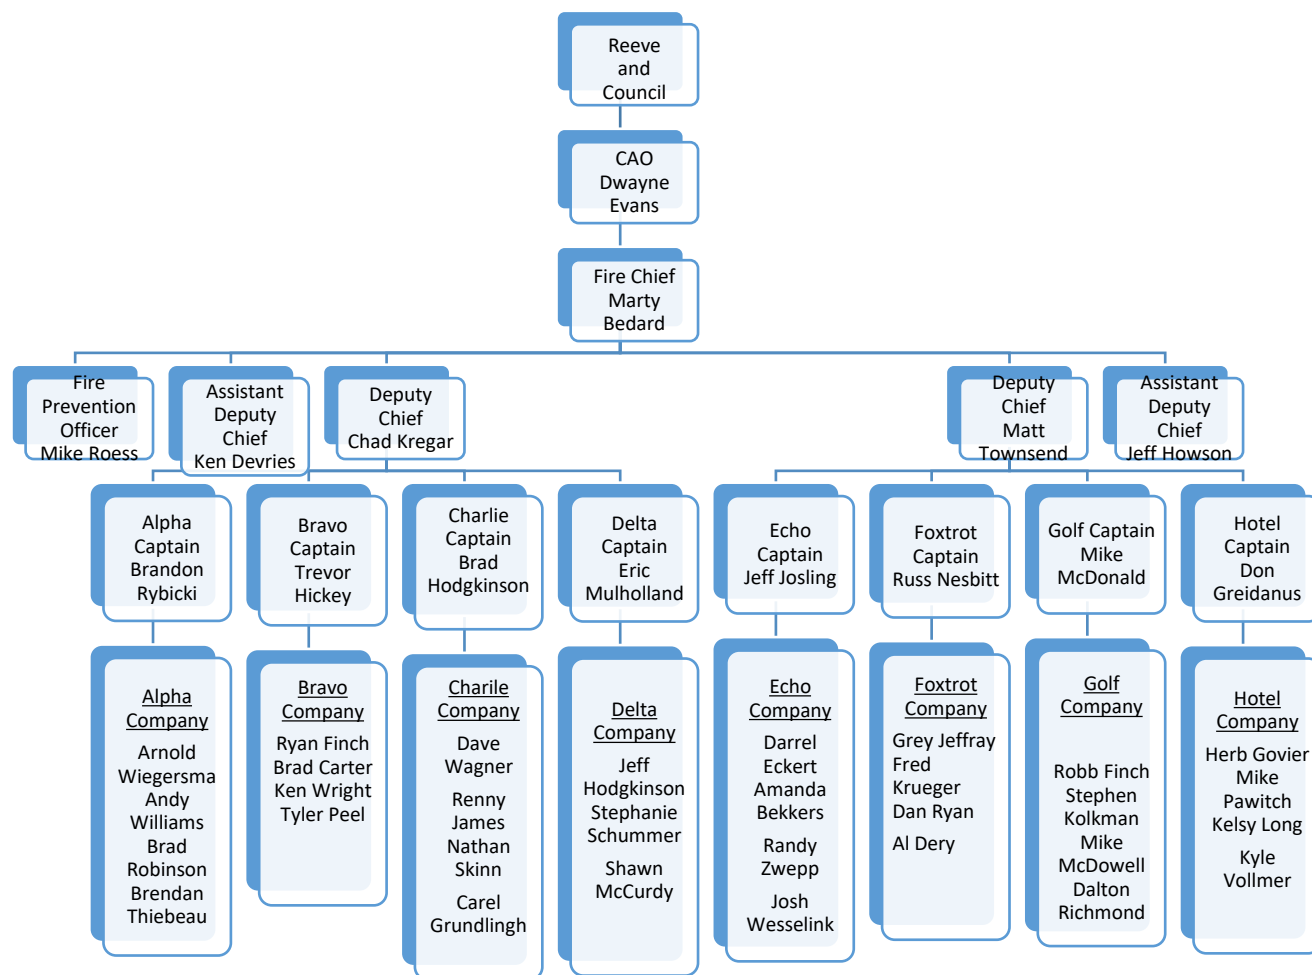 Reeve
and
Council
CAO
Dwayne
Evans
Fire Chief
Marty
Bedard
Fire
Prevention
Officer
Mike Roess
Assistant
Deputy
Chief
Ken Devries
Deputy
Chief
Chad Kregar
Deputy
Chief
Matt
Townsend
Assistant
Deputy
Chief
Jeff Howson
Alpha
Captain
Brandon
Rybicki
Bravo
Captain
Trevor
Hickey
Charlie
Captain
Brad
Hodgkinson
Delta
Captain
Eric
Mulholland
Echo
Captain
Jeff Josling
Foxtrot
Captain
Russ Nesbitt
Golf Captain
Mike
McDonald
Hotel
Captain
Don
Greidanus
Alpha
Company
Arnold
Wiegersma
Andy
Williams
Brad
Robinson
Brendan
Thiebeau
Bravo
Company
Ryan Finch
Brad Carter
Ken Wright
Tyler Peel
Charile
Company
Dave
Wagner
Renny
James
Nathan
Skinn
Carel
Grundlingh
Delta
Company
Jeff
Hodgkinson
Stephanie
Schummer
Shawn
McCurdy
Echo
Company
Darrel
Eckert
Amanda
Bekkers
Randy
Zwepp
Josh
Wesselink
Foxtrot
Company
Grey Jeffray
Fred
Krueger
Dan Ryan
Al Dery
Golf
Company
Robb Finch
Stephen
Kolkman
Mike
McDowell
Dalton
Richmond
Hotel
Company
Herb Govier
Mike
Pawitch
Kelsy Long
Kyle
Vollmer